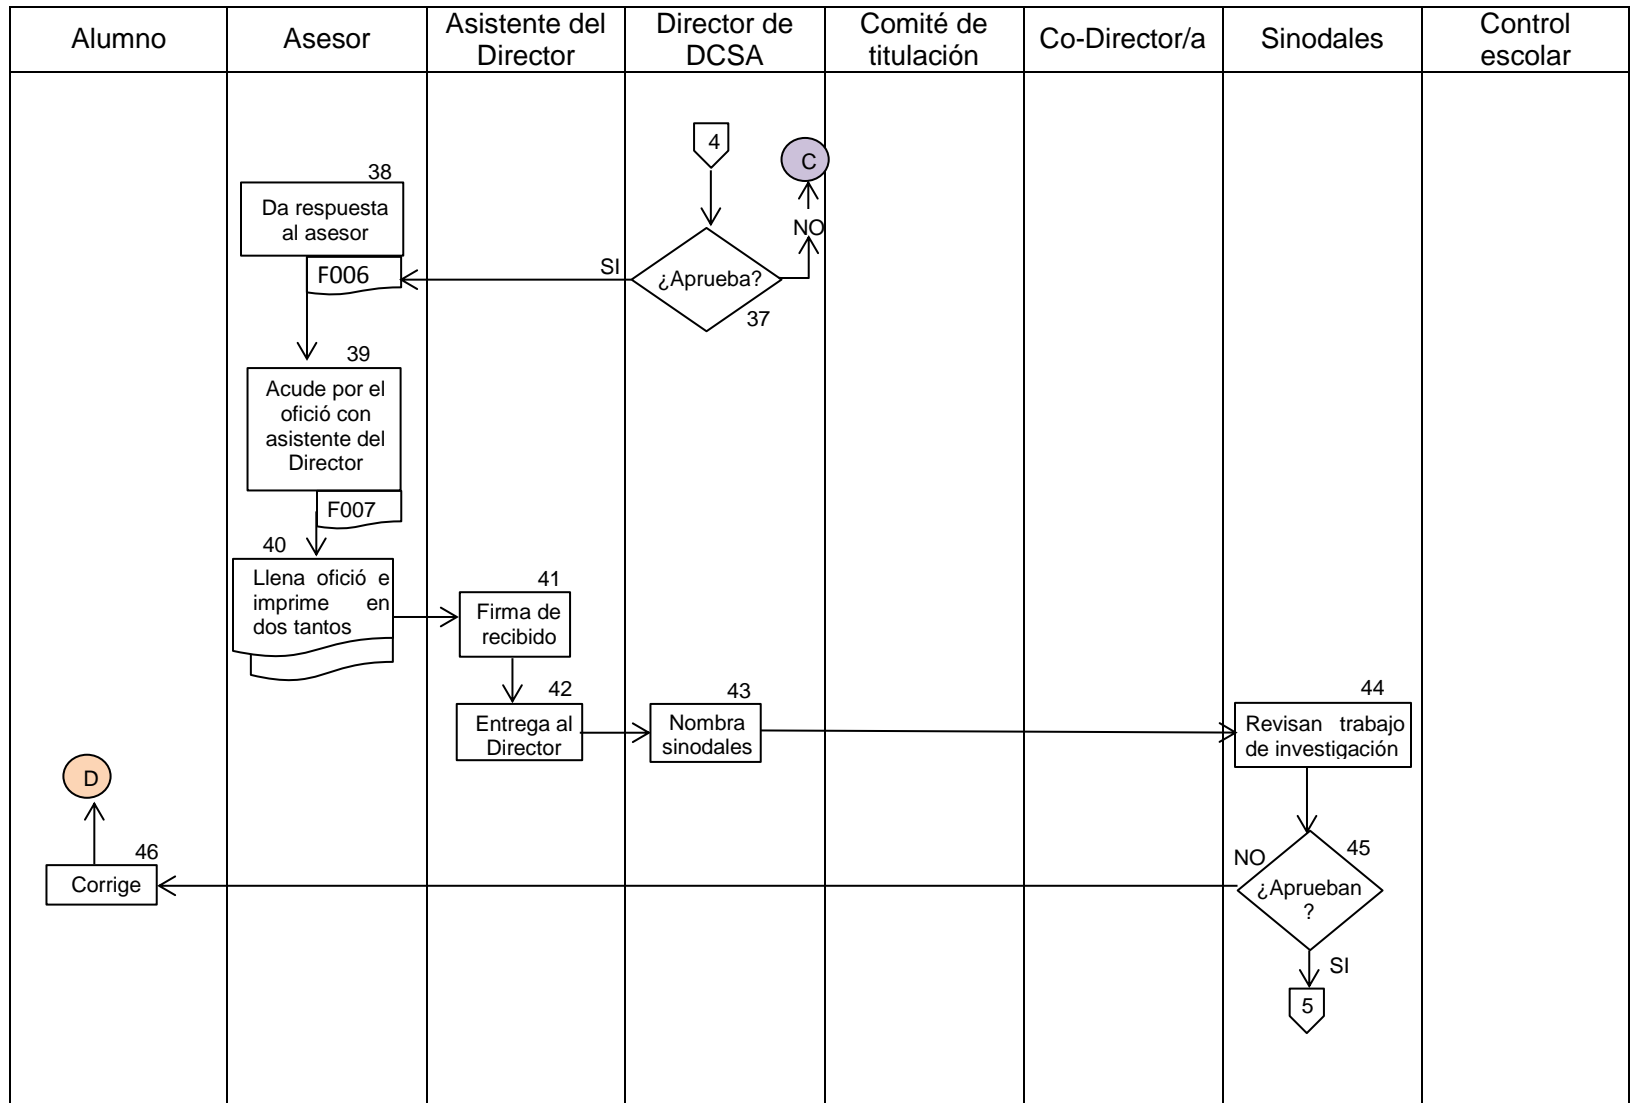 Alumno
Asesor
Asistente del
Director
Director de
DCSA
Comité de
titulación
Co-Director/a
Sinodales
Control
escolar
4
C
NO
38
Da respuesta
al asesor
F006
SI
¿Aprueba?
37
39
Acude por el
ofició con
asistente del
Director
F007
40
Llena ofició e
imprime en
dos tantos
41
Firma de
recibido
42
Entrega al
Director
43
Nombra
sinodales
44
Revisan trabajo
de investigación
D
46
Corrige
NO
45
¿Aprueban
?
SI
5